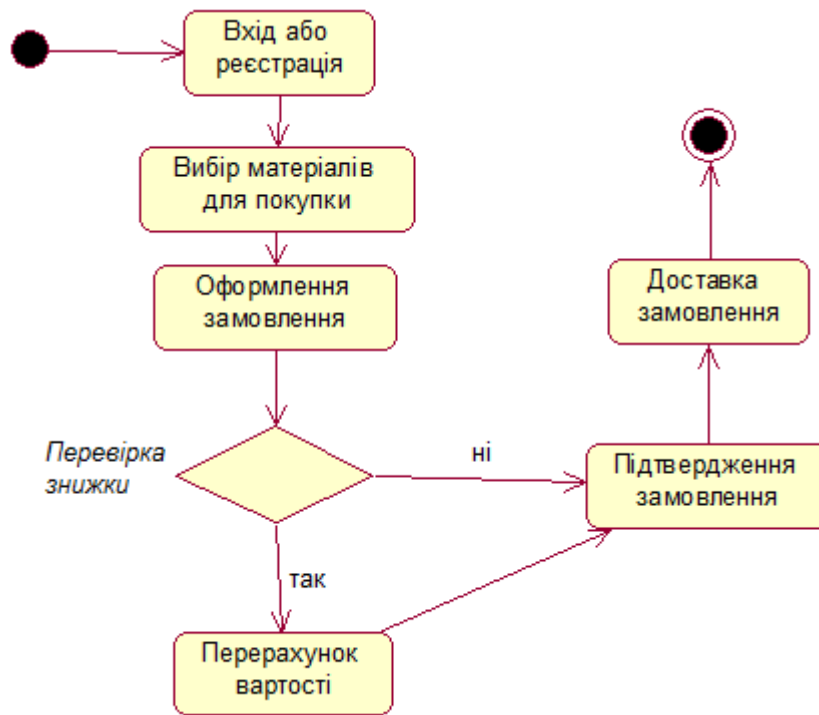 Вхід або
реєстрація
Вибір матеріалів
для покупки
Оформлення
замовлення
Перевірка
знижки
ні
так
Перерахунок
вартості
Підтвердження
замовлення
Доставка
замовлення